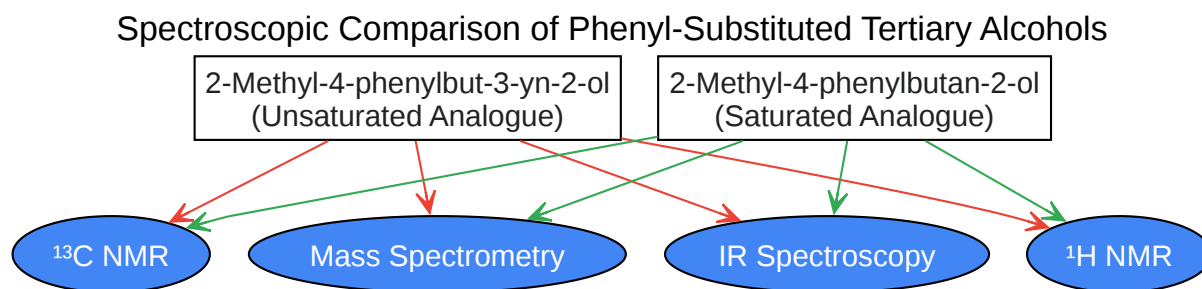 Spectroscopic Comparison of Phenyl-Substituted Tertiary Alcohols
2-Methyl-4-phenylbut-3-yn-2-ol
(Unsaturated Analogue)
2-Methyl-4-phenylbutan-2-ol
(Saturated Analogue)
¹³C NMR
Mass Spectrometry
IR Spectroscopy
¹H NMR